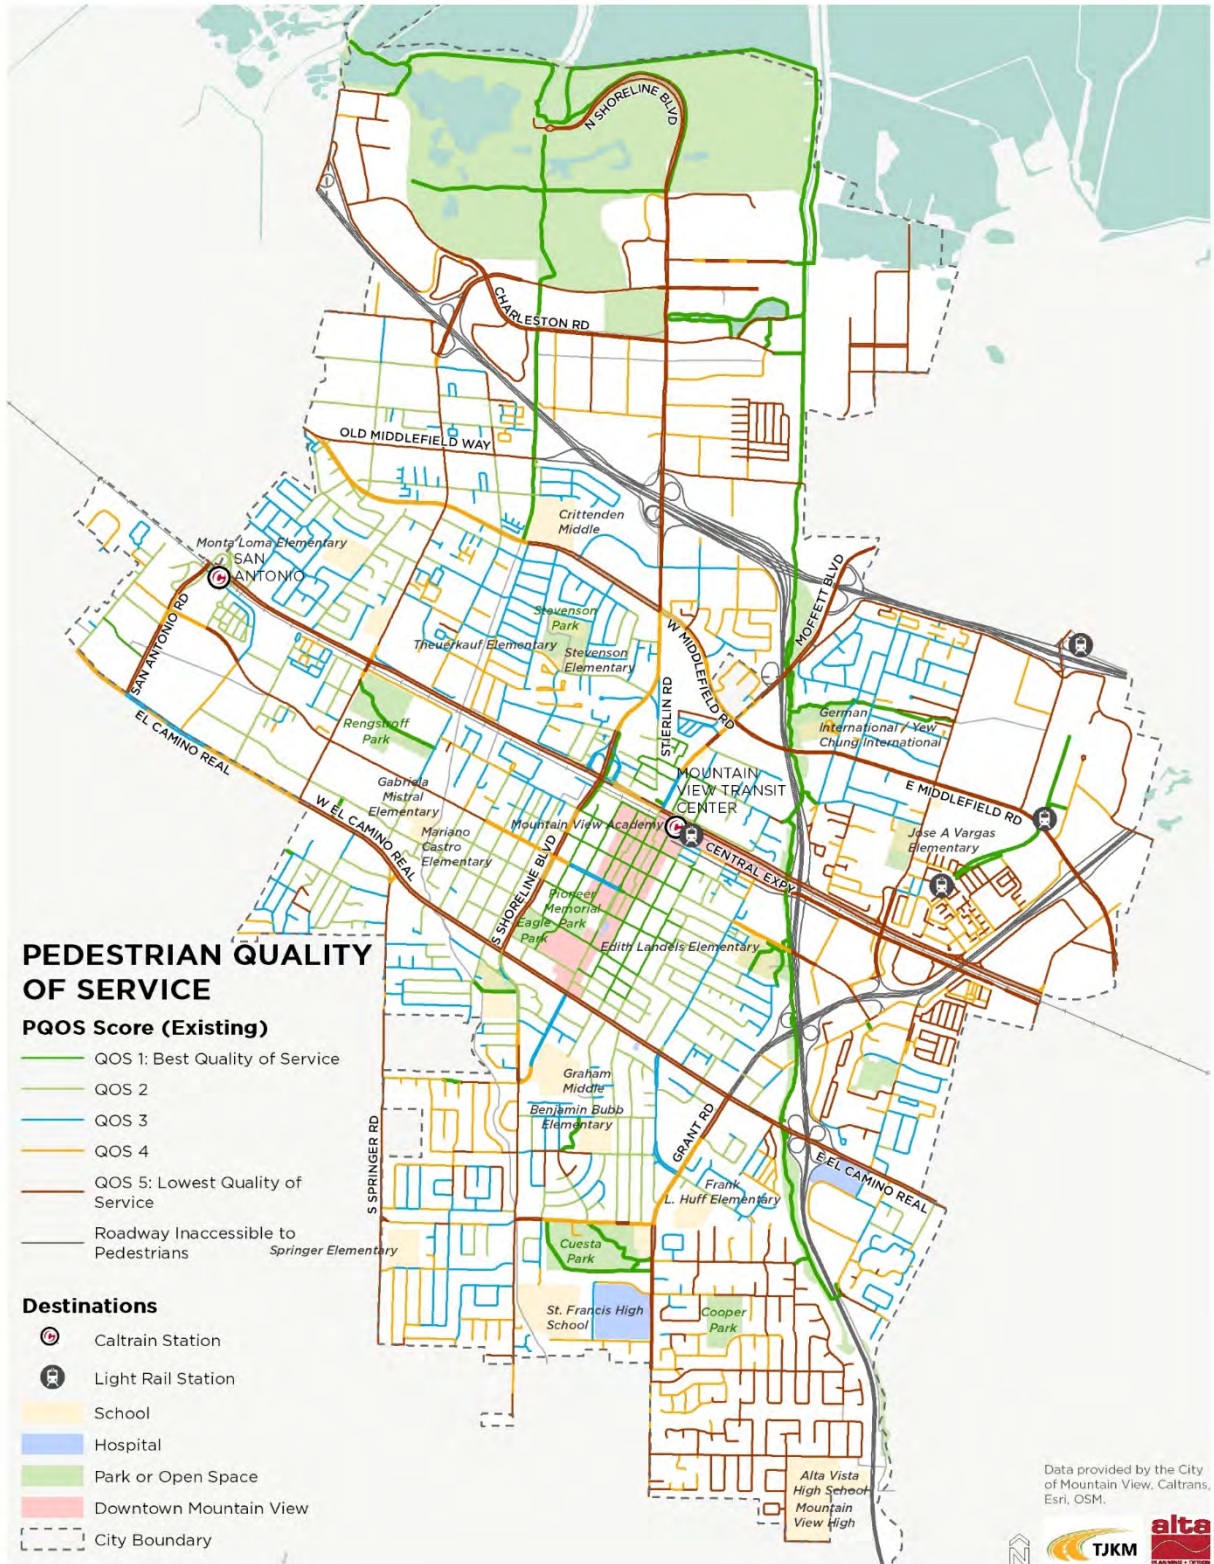 N SHORELINE BLVD
CHARLESTON RD
OLD MIDDLEFIELD WAY
Crittenden
Middle
Monta Loma Elementary
SAN
ANTONIO
MOFFETT BLVD
SAN ANTONIO RD
Stevenson
Park
Theuerkauf Elementary
Stevenson
Elementary
W MIDDLEFIELD RD
STIERLIN RD
EL CAMINO REAL
Rengstroff
Park
German
International / Yew
Chung International
Gabriela
Mistral
Elementary
MOUNTAIN
VIEW TRANSIT
CENTER
E MIDDLEFIELD RD
W EL CAMINO REAL
Mountain View Academy
Mariano
Castro
Elementary
CENTRAL EXPY
Jose A Vargas
Elementary
S SHORELINE BLVD
Pioneer
Memorial
Park
Eagle
Park
Edith Landels Elementary
PEDESTRIAN QUALITY
OF SERVICE
PQOS Score (Existing)
QOS 1: Best Quality of Service
QOS 2
QOS 3
QOS 4
QOS 5: Lowest Quality of
Service
Roadway Inaccessible to
Pedestrians
Graham
Middle
Benjamin Bubb
Elementary
S SPRINGER RD
GRANT RD
E EL CAMINO REAL
Frank
L. Huff Elementary
Springer Elementary
Cuesta
Park
St. Francis High
School
Cooper
Park
Destinations
Caltrain Station
Light Rail Station
School
Hospital
Park or Open Space
Downtown Mountain View
City Boundary
Alta Vista
High School
Mountain
View High
Data provided by the City
of Mountain View, Caltrans,
Esri, OSM.
N
TJKM
alta
PLANNING + DESIGN